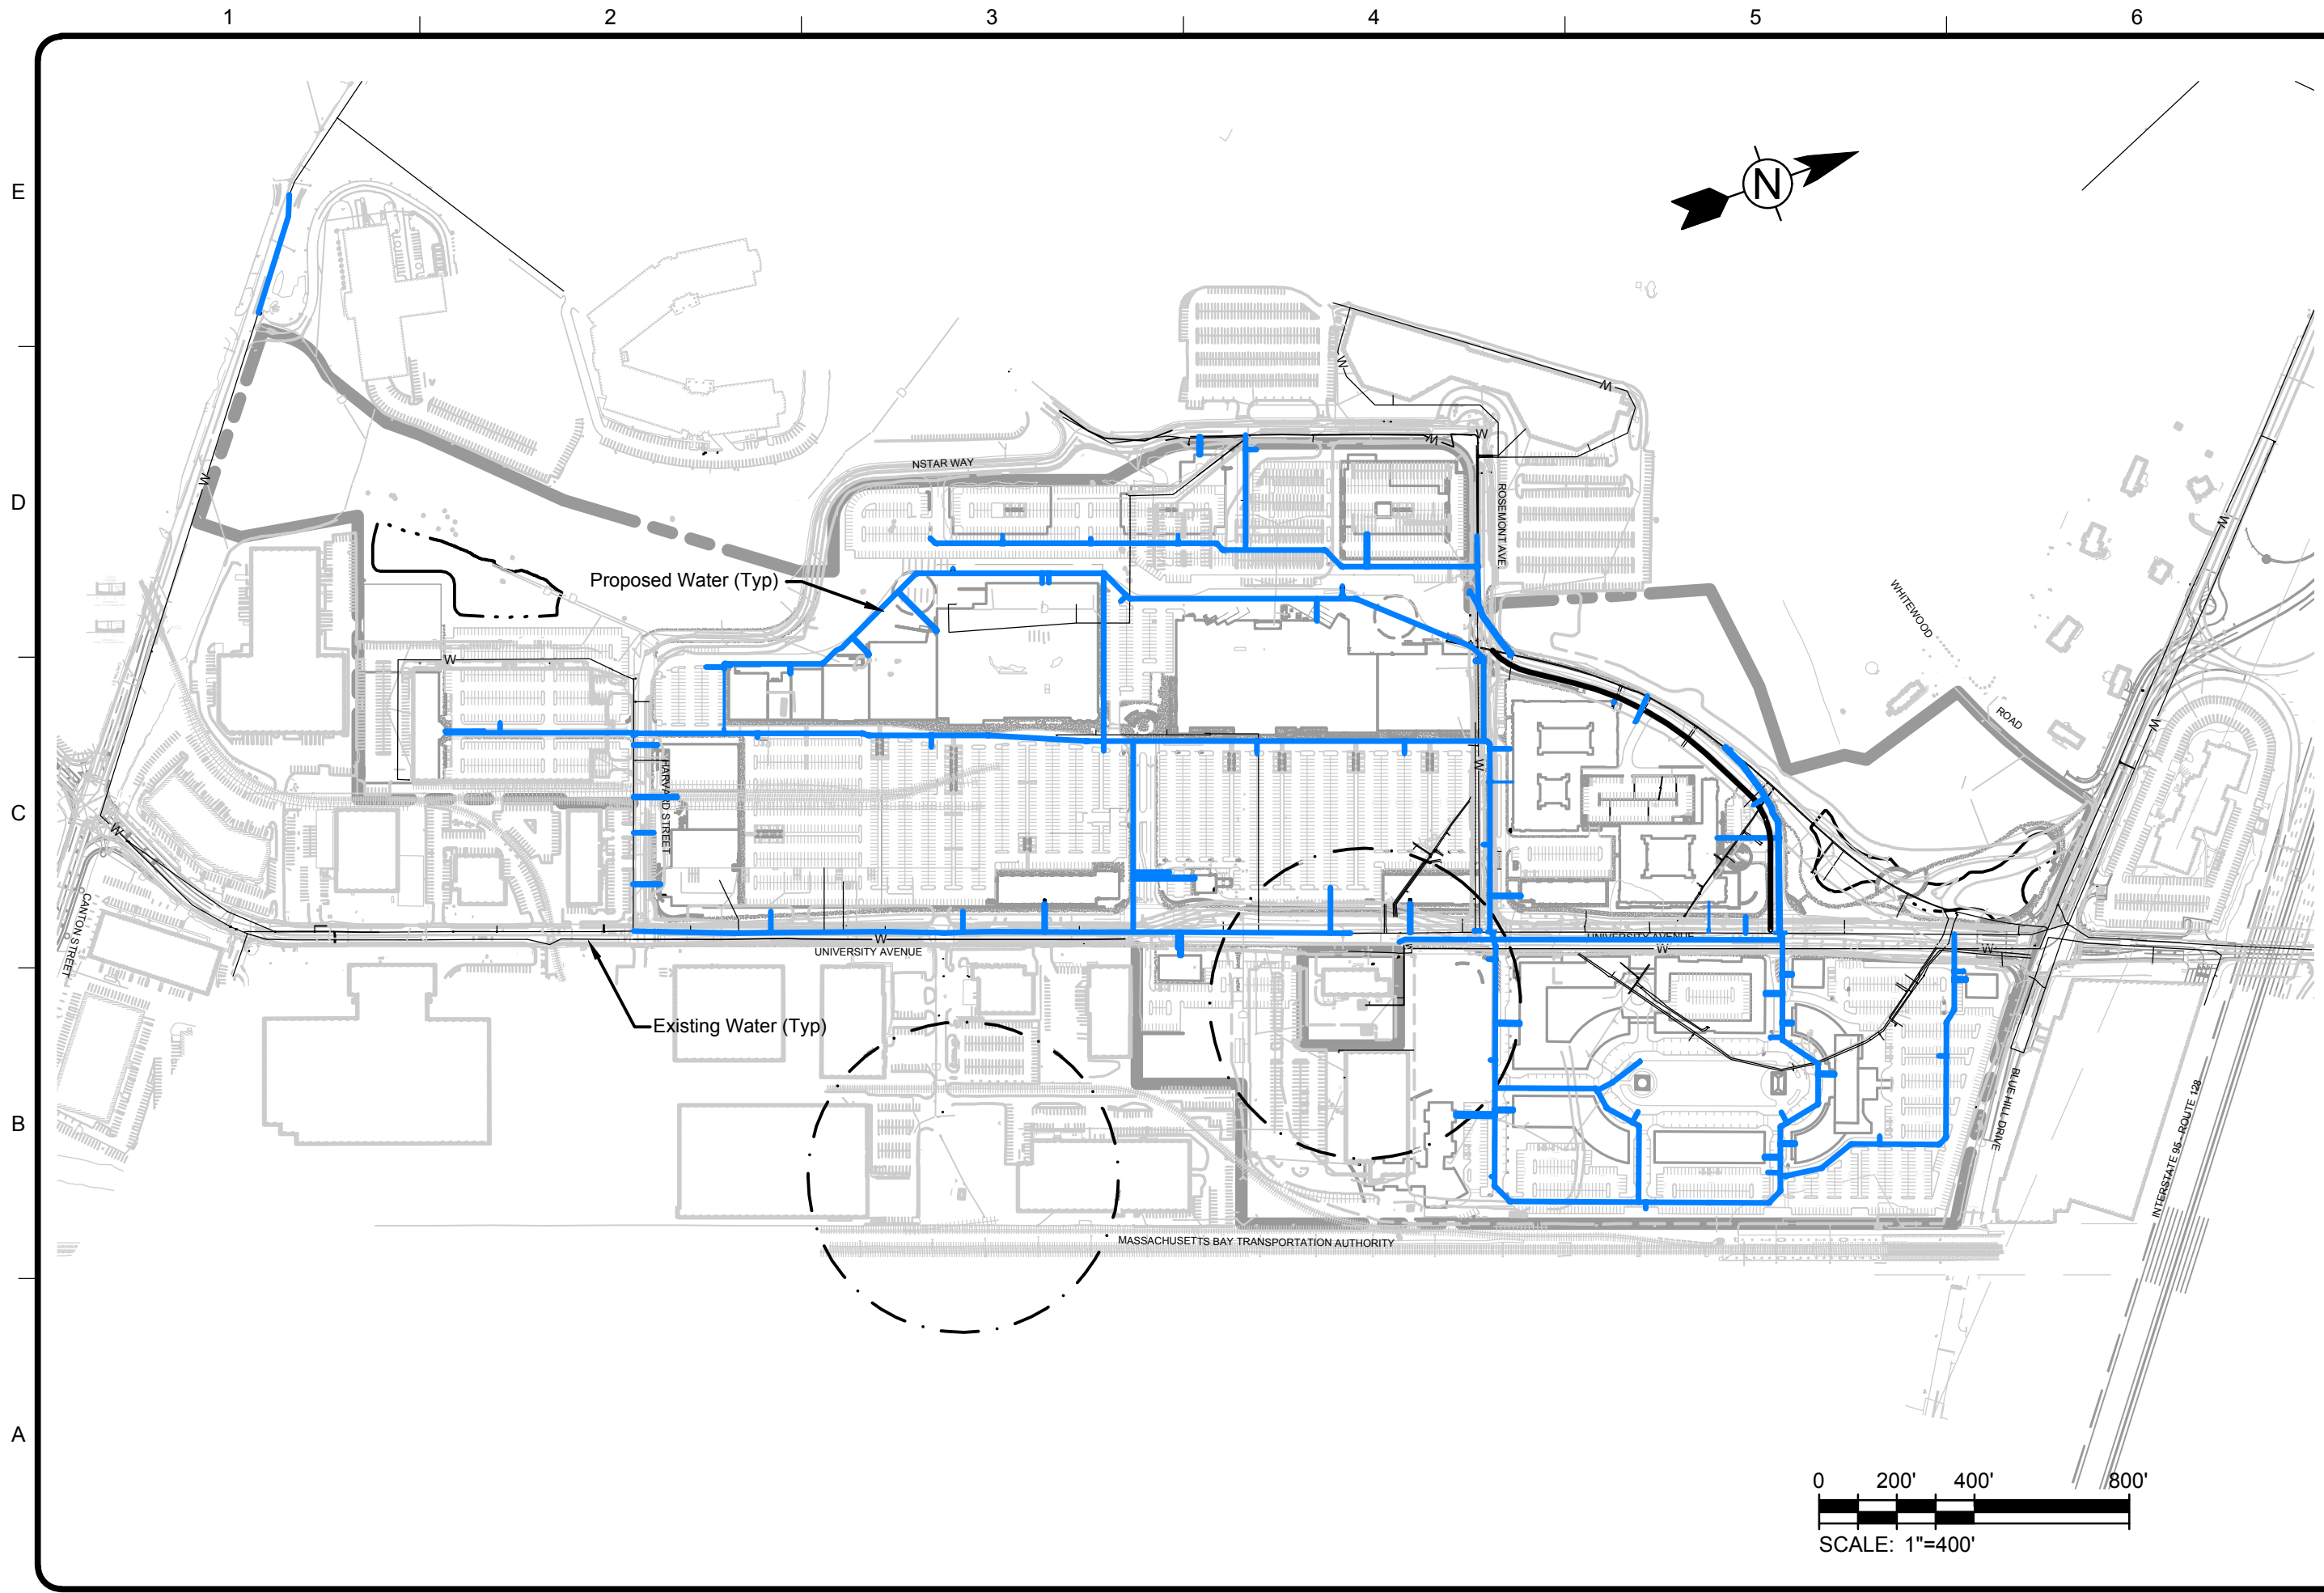 1 2 3 4 5 6
E
N
D
NSTAR WAY
ROSEMONT AVE.
W
W
W
W
W
W
Proposed Water (Typ)
WHITEWOOD
ROAD
W
W
C
HARVARD STREET
W
W
CANTON STREET
W
UNIVERSITY AVENUE
UNIVERSITY AVENUE
W
W
Existing Water (Typ)
B
BLUE HILL DRIVE
INTERSTATE 95 - ROUTE 128
MASSACHUSETTS BAY TRANSPORTATION AUTHORITY
A
0 200' 400' 800'
SCALE: 1"=400'